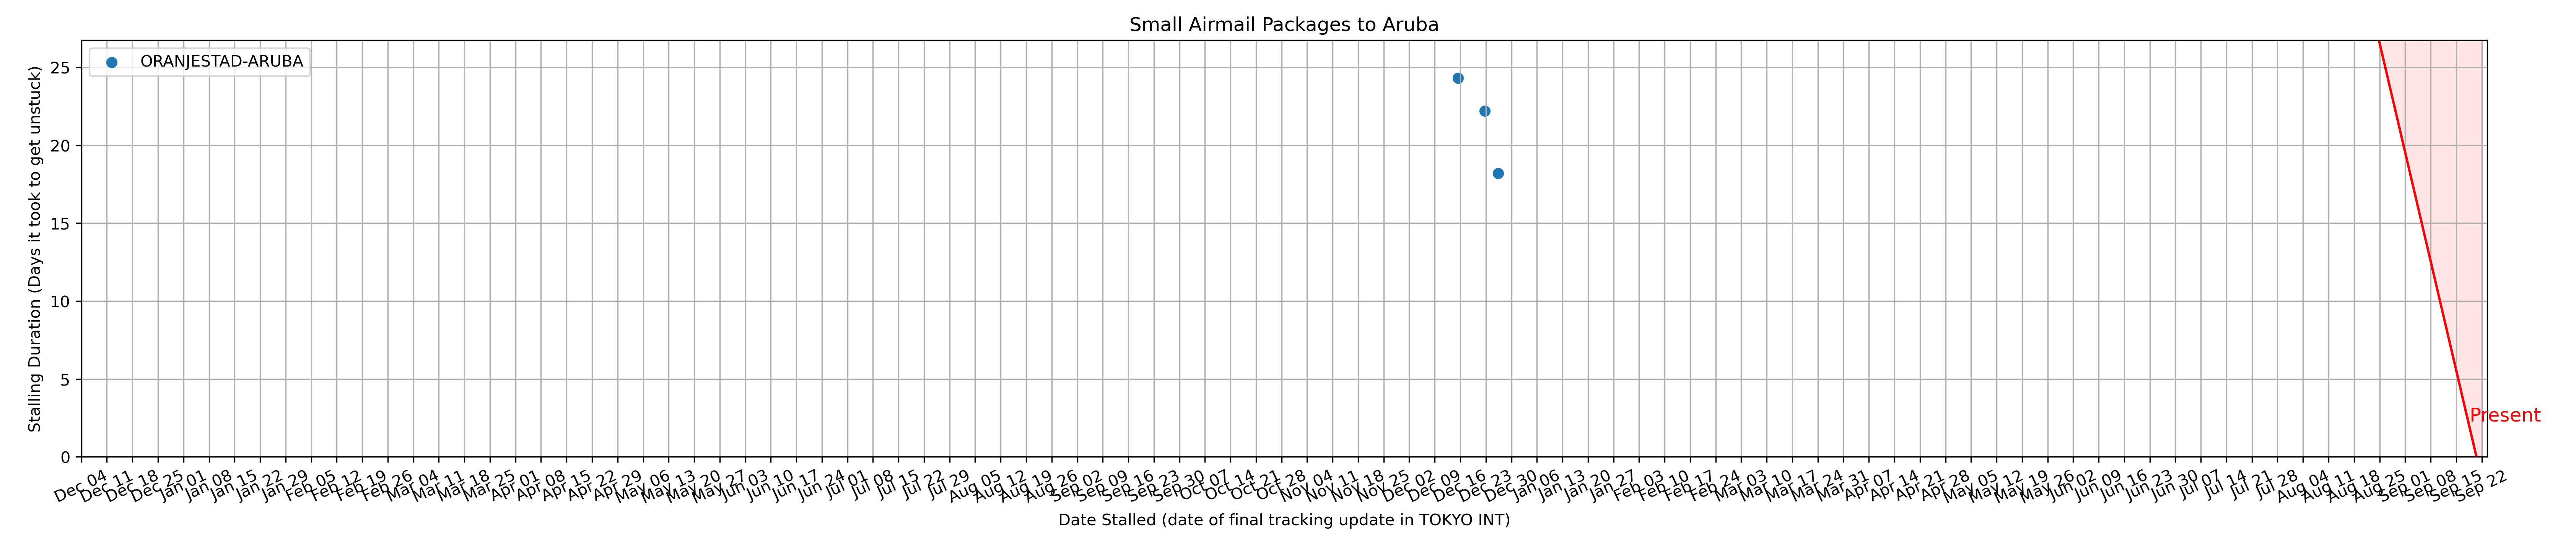 Small Airmail Packages to Aruba
ORANJESTAD-ARUBA
Stalling Duration (Days it took to get unstuck)
25
20
15
10
5
0
Present
Dec 04
Dec 11
Dec 18
Dec 25
Jan 01
Jan 08
Jan 15
Jan 22
Jan 29
Feb 05
Feb 12
Feb 19
Feb 26
Mar 04
Mar 11
Mar 18
Mar 25
Apr 01
Apr 08
Apr 15
Apr 22
Apr 29
May 06
May 13
May 20
May 27
Jun 03
Jun 10
Jun 17
Jun 24
Jul 01
Jul 08
Jul 15
Jul 22
Jul 29
Aug 05
Aug 12
Aug 19
Aug 26
Sep 02
Sep 09
Sep 16
Sep 23
Sep 30
Oct 07
Oct 14
Oct 21
Oct 28
Nov 04
Nov 11
Nov 18
Nov 25
Dec 02
Dec 09
Dec 16
Dec 23
Dec 30
Jan 06
Jan 13
Jan 20
Jan 27
Feb 03
Feb 10
Feb 17
Feb 24
Mar 03
Mar 10
Mar 17
Mar 24
Mar 31
Apr 07
Apr 14
Apr 21
Apr 28
May 05
May 12
May 19
May 26
Jun 02
Jun 09
Jun 16
Jun 23
Jun 30
Jul 07
Jul 14
Jul 21
Jul 28
Aug 04
Aug 11
Aug 18
Aug 25
Sep 01
Sep 08
Sep 15
Sep 22
Date Stalled (date of final tracking update in TOKYO INT)